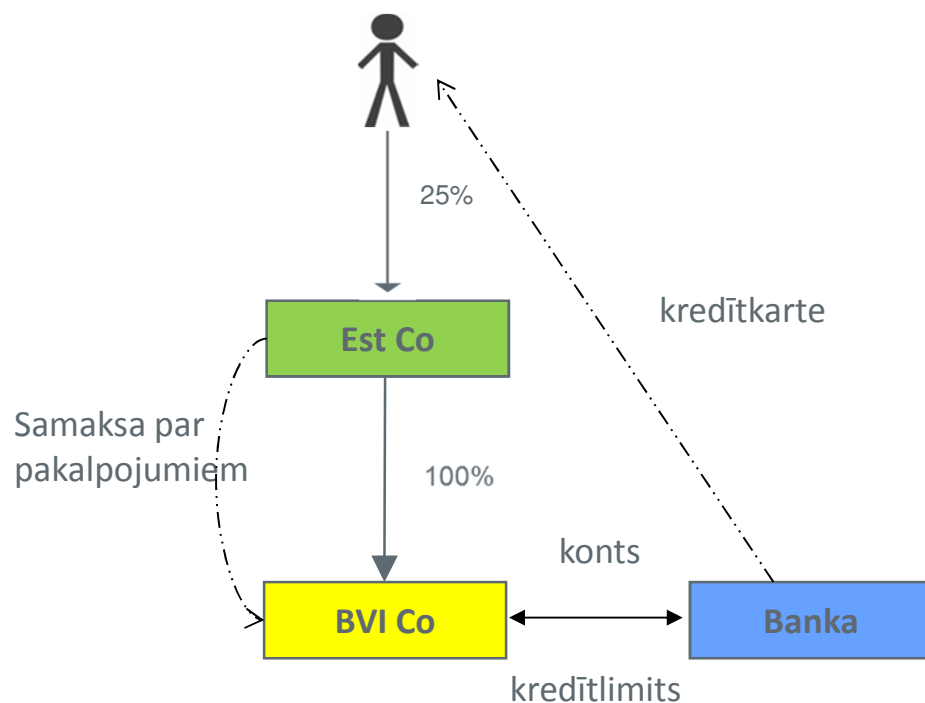 25%
kredītkarte
Est Co
Samaksa par
pakalpojumiem
100%
konts
BVI Co
Banka
kredītlimits